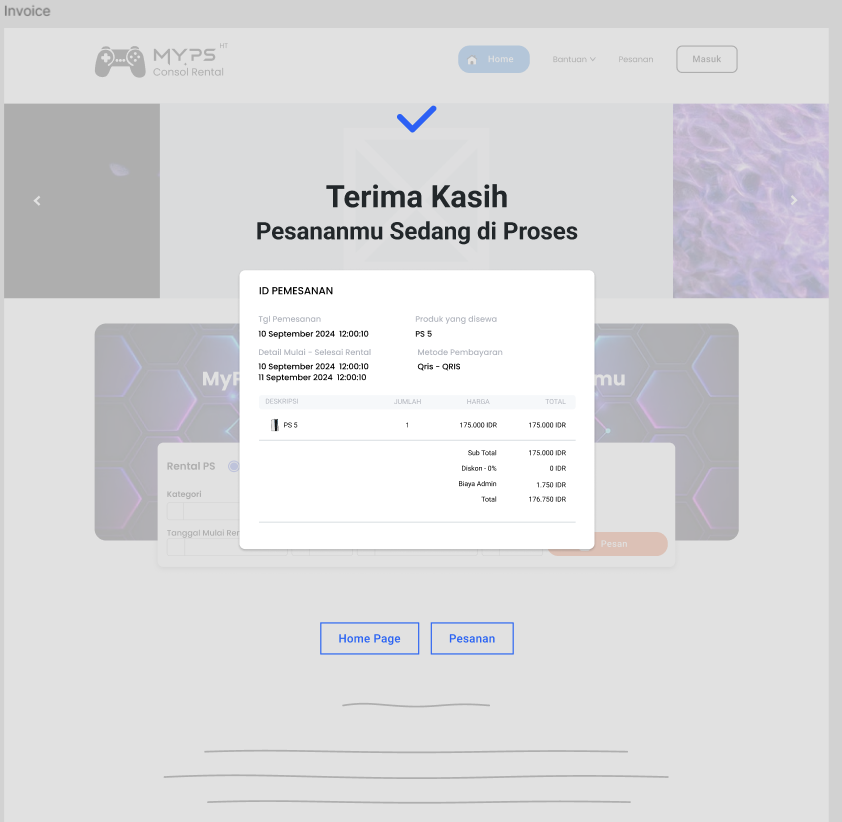 Invoice
MY.PS HT
Consol Rental
Home
Bantuan
Pesanan
Masuk
Terima Kasih
Pesananmu Sedang di Proses
ID PEMESANAN
Tgl Pemesanan
Produk yang disewa
10 September 2024 12:00:10
PS 5
Detail Mulai - Selesai Rental
Metode Pembayaran
10 September 2024 12:00:10
Qris - QRIS
11 September 2024 12:00:10
DESKRIPSI JUMLAH HARGA TOTAL
PS 5 1 175.000 IDR 175.000 IDR
Sub Total 175.000 IDR
Diskon - 0% 0 IDR
Biaya Admin 1.750 IDR
Total 176.750 IDR
MyP
mu
Rental PS
Kategori
Tanggal Mulai Ren
Pesan
Home Page
Pesanan